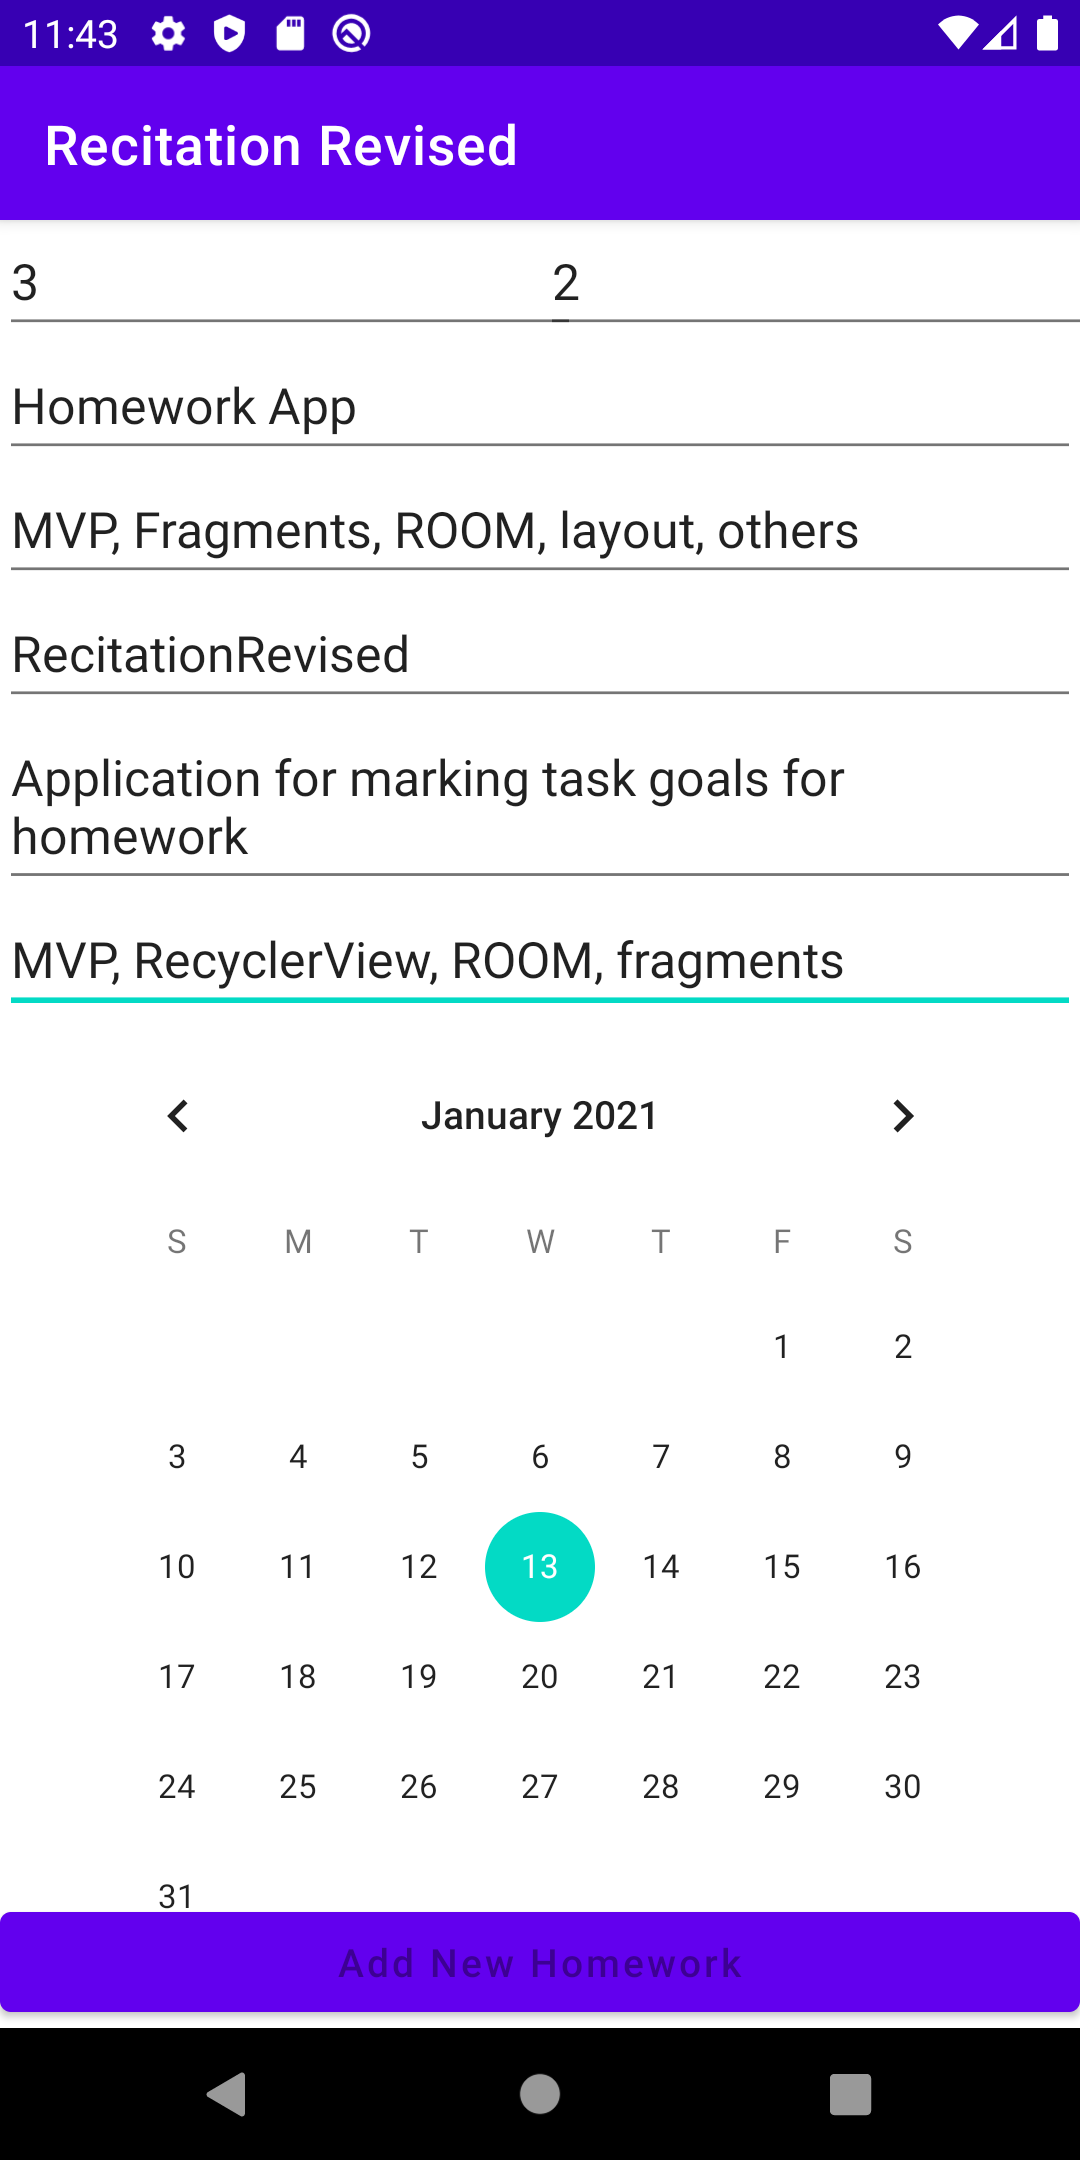 11:43
Recitation Revised
3 2
Homework App
MVP, Fragments, ROOM, layout, others
RecitationRevised
Application for marking task goals for
homework
MVP, RecyclerView, ROOM, fragments
January 2021
S M T W T F S
1 2
3 4 5 6 7 8 9
10 11 12 13 14 15 16
17 18 19 20 21 22 23
24 25 26 27 28 29 30
31
Add New Homework